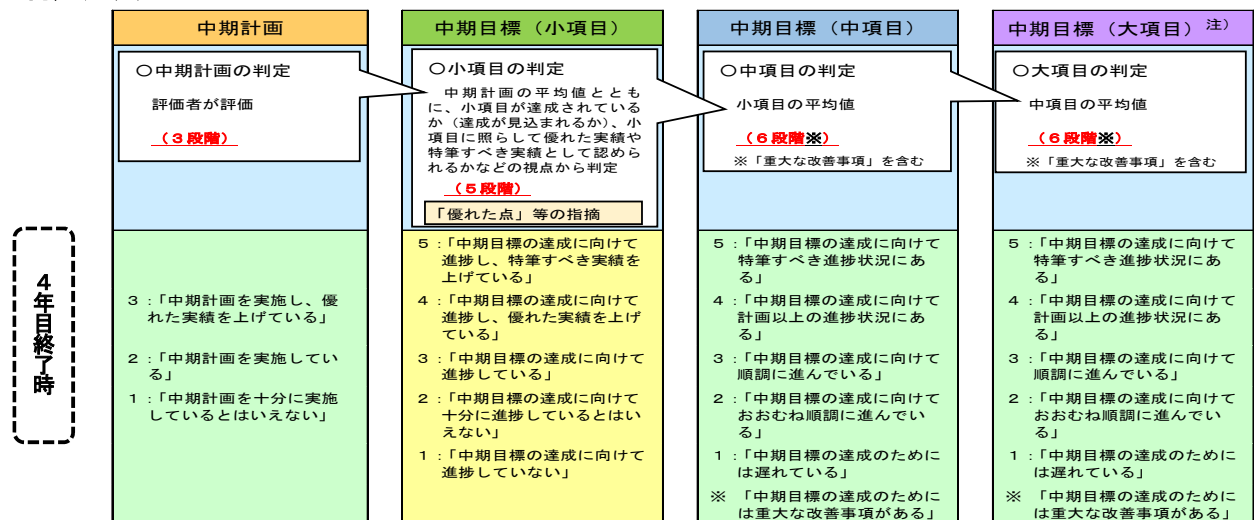 中期計画
〇中期計画の判定
評価者が評価
（３段階）
中期目標（小項目）
〇小項目の判定
中期計画の平均値ととも
に、小項目が達成されている
か（達成が見込まれるか）、小
項目に照らして優れた実績や
特筆すべき実績として認めら
れるかなどの視点から判定
（５段階）
「優れた点」等の指摘
中期目標（中項目）
〇中項目の判定
小項目の平均値
（６段階※）
※「重大な改善事項」を含む
中期目標（大項目）注）
〇大項目の判定
中項目の平均値
（６段階※）
※「重大な改善事項」を含む
４年目終了時
３：「中期計画を実施し、優
れた実績を上げている」
２：「中期計画を実施してい
る」
１：「中期計画を十分に実施
しているとはいえない」
５：「中期目標の達成に向けて
進捗し、特筆すべき実績を
上げている」
４：「中期目標の達成に向けて
進捗し、優れた実績を上げ
ている」
３：「中期目標の達成に向けて
進捗している」
２：「中期目標の達成に向けて
十分に進捗しているとはい
えない」
１：「中期目標の達成に向けて
進捗していない」
５：「中期目標の達成に向けて
特筆すべき進捗状況にあ
る」
４：「中期目標の達成に向けて
計画以上の進捗状況にあ
る」
３：「中期目標の達成に向けて
順調に進んでいる」
２：「中期目標の達成に向けて
おおむね順調に進んでい
る」
１：「中期目標の達成のために
は遅れている」
※ 「中期目標の達成のために
は重大な改善事項がある」
５：「中期目標の達成に向けて
特筆すべき進捗状況にあ
る」
４：「中期目標の達成に向けて
計画以上の進捗状況にあ
る」
３：「中期目標の達成に向けて
順調に進んでいる」
２：「中期目標の達成に向けて
おおむね順調に進んでい
る」
１：「中期目標の達成のために
は遅れている」
※ 「中期目標の達成のために
は重大な改善事項がある」